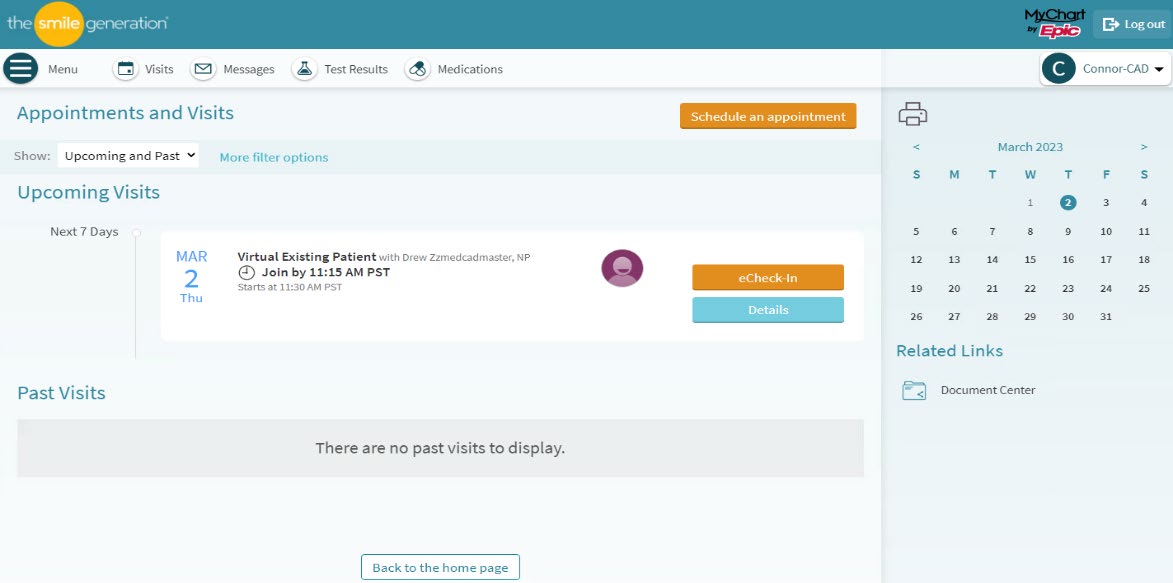 the smile generation®
MyChart
by Epic
Log out
Menu
Visits
Messages
Test Results
Medications
C
Connor-CAD
Appointments and Visits
Schedule an appointment
Show: Upcoming and Past
More filter options
Upcoming Visits
Next 7 Days
MAR
2
Thu
Virtual Existing Patient with Drew Zzmedcadmaster, NP
Join by 11:15 AM PST
Starts at 11:30 AM PST
eCheck-In
Details
Past Visits
There are no past visits to display.
Back to the home page
< March 2023 >
S M T W T F S
1 2 3 4
5 6 7 8 9 10 11
12 13 14 15 16 17 18
19 20 21 22 23 24 25
26 27 28 29 30 31
Related Links
Document Center